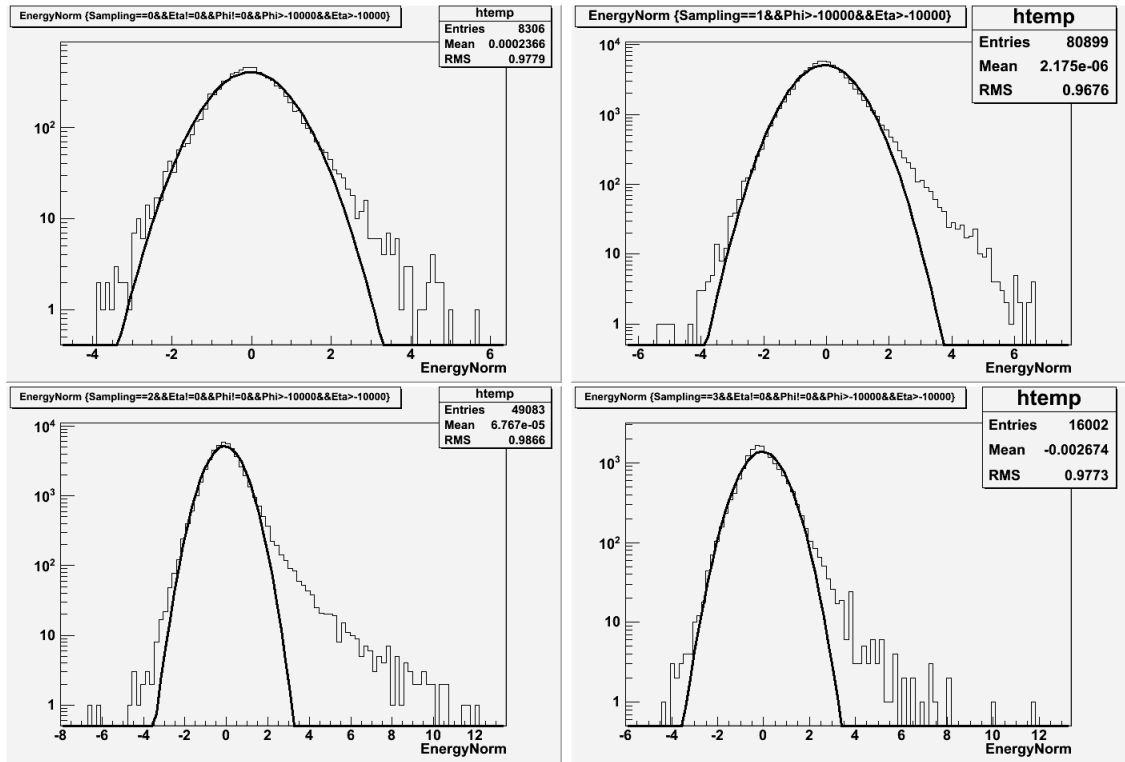 EnergyNorm {Sampling==0&&Eta!=0&&Phi!=0&&Phi>-10000&&Eta>-10000}
htemp
Entries 8306
Mean 0.0002366
RMS 0.9779
10²
10
1
-4 -2 0 2 4 6
EnergyNorm
EnergyNorm {Sampling==1&&Phi>-10000&&Eta>-10000}
htemp
Entries 80899
Mean 2.175e-06
RMS 0.9676
10⁴
10³
10²
10
1
-6 -4 -2 0 2 4 6
EnergyNorm
EnergyNorm {Sampling==2&&Eta!=0&&Phi!=0&&Phi>-10000&&Eta>-10000}
htemp
Entries 49083
Mean 6.767e-05
RMS 0.9866
10⁴
10³
10²
10
1
-8 -6 -4 -2 0 2 4 6 8 10 12
EnergyNorm
EnergyNorm {Sampling==3&&Eta!=0&&Phi!=0&&Phi>-10000&&Eta>-10000}
htemp
Entries 16002
Mean -0.002674
RMS 0.9773
10³
10²
10
1
-6 -4 -2 0 2 4 6 8 10 12
EnergyNorm